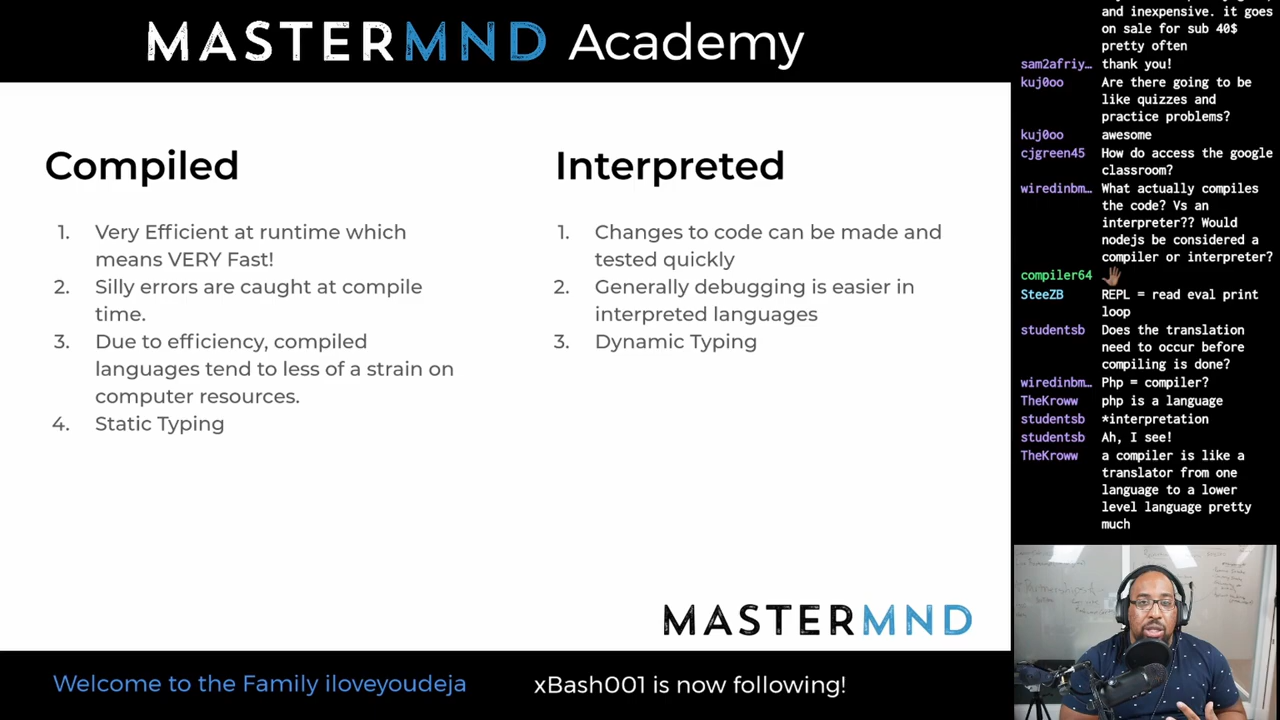 MASTERMND Academy
Compiled
1. Very Efficient at runtime which
means VERY Fast!
2. Silly errors are caught at compile
time.
3. Due to efficiency, compiled
languages tend to less of a strain on
computer resources.
4. Static Typing
Interpreted
1. Changes to code can be made and
tested quickly
2. Generally debugging is easier in
interpreted languages
3. Dynamic Typing
MASTERMND
Welcome to the Family iloveyoudeja
xBash001 is now following!
and inexpensive. it goes
on sale for sub 40$
pretty often
sam2afriy… thank you!
kuj0oo Are there going to be
like quizzes and
practice problems?
kuj0oo awesome
cjgreen45 How do access the google
classroom?
wiredinbm… What actually compiles
the code? Vs an
interpreter?? Would
nodejs be considered a
compiler or interpreter?
compiler64
SteeZB REPL = read eval print
loop
studentsb Does the translation
need to occur before
compiling is done?
wiredinbm… Php = compiler?
TheKroww php is a language
studentsb *interpretation
studentsb Ah, I see!
TheKroww a compiler is like a
translator from one
language to a lower
level language pretty
much